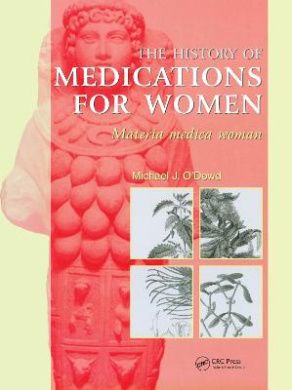 THE HISTORY OF
MEDICATIONS
FOR WOMEN
Materia medica woman
Michael J. O'Dowd
CRC Press